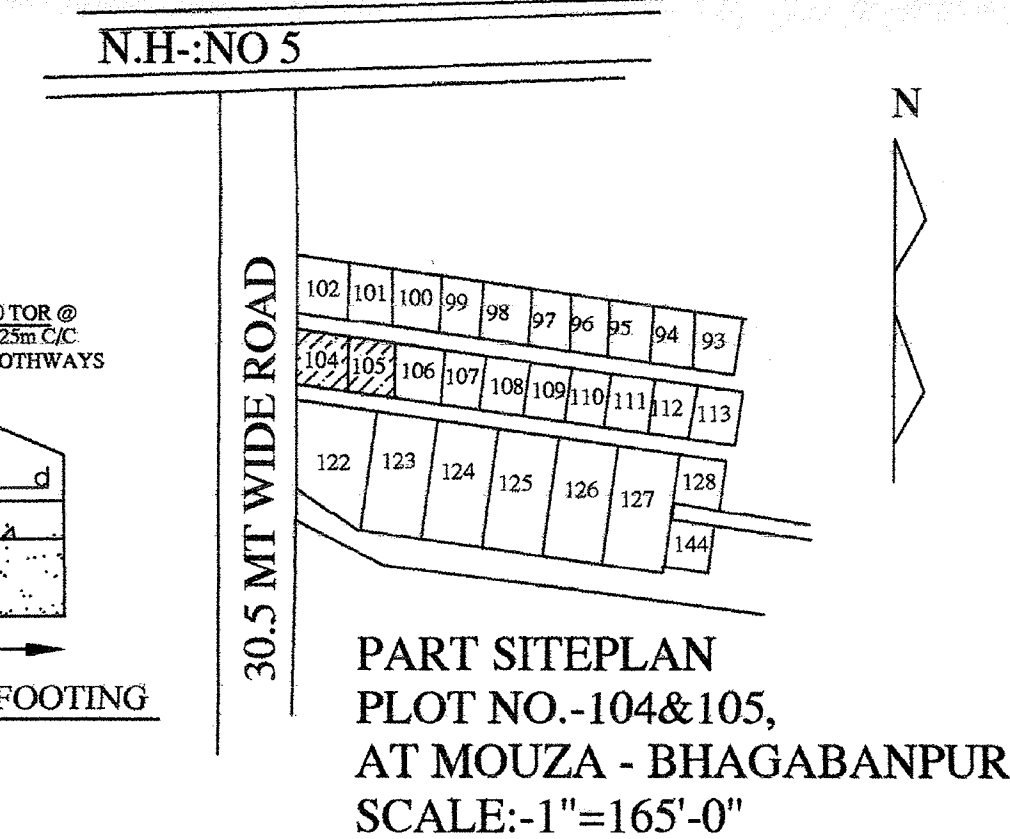 N.H-:NO 5
N
30.5 MT WIDE ROAD
102 101 100 99 98 97 96 95 94 93
104 105 106 107 108 109 110 111 112 113
122 123 124 125 126 127 128
144
TOR @
25m C/C
OTHWAYS
d
FOOTING
PART SITEPLAN
PLOT NO.-104&105,
AT MOUZA - BHAGABANPUR
SCALE:-1"=165'-0"